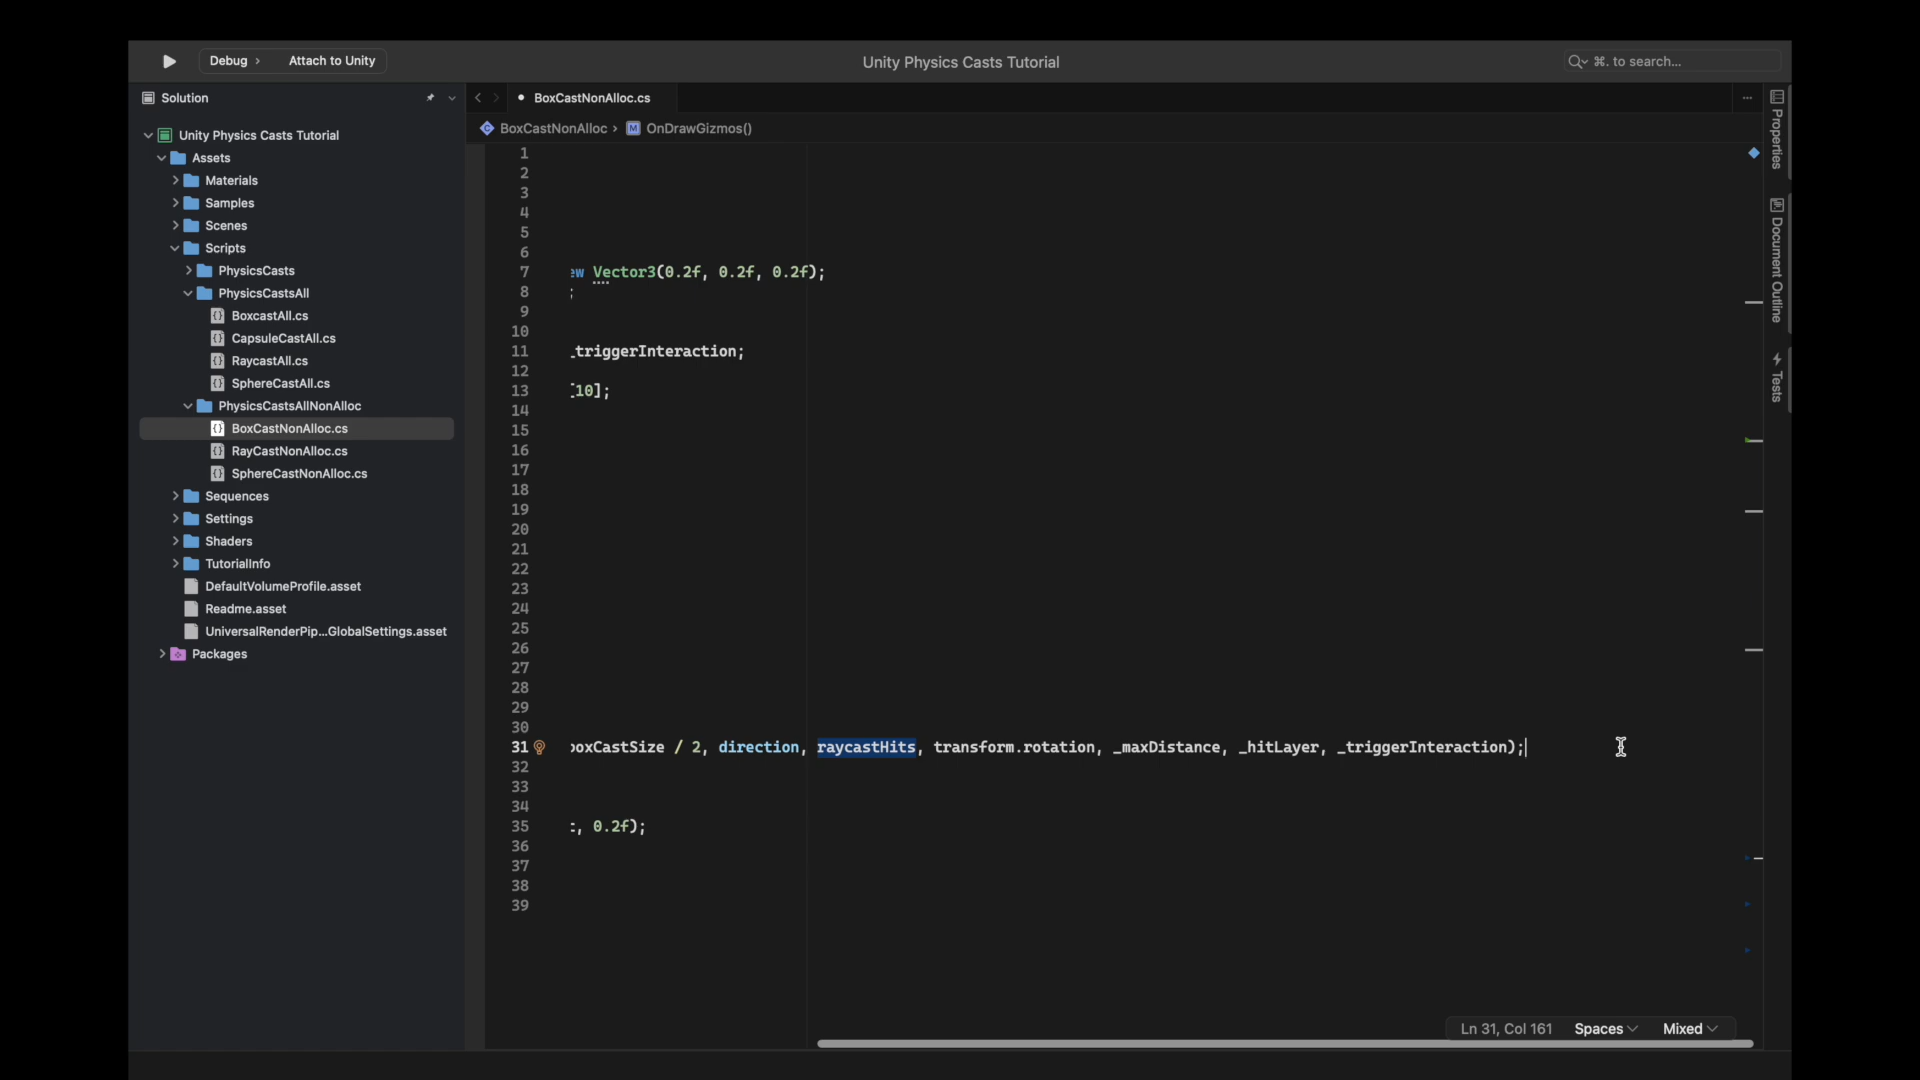 Debug › Attach to Unity
Unity Physics Casts Tutorial
⌘. to search...
Solution
BoxCastNonAlloc.cs
BoxCastNonAlloc › M OnDrawGizmos()
Unity Physics Casts Tutorial
Assets
Materials
Samples
Scenes
Scripts
PhysicsCasts
PhysicsCastsAll
BoxcastAll.cs
CapsuleCastAll.cs
RaycastAll.cs
SphereCastAll.cs
PhysicsCastsAllNonAlloc
BoxCastNonAlloc.cs
RayCastNonAlloc.cs
SphereCastNonAlloc.cs
Sequences
Settings
Shaders
TutorialInfo
DefaultVolumeProfile.asset
Readme.asset
UniversalRenderPip...GlobalSettings.asset
Packages
1
2
3
4
5
6
7 ew Vector3(0.2f, 0.2f, 0.2f);
8 ;
9
10
11 _triggerInteraction;
12
13 [10];
14
15
16
17
18
19
20
21
22
23
24
25
26
27
28
29
30
31 boxCastSize / 2, direction, raycastHits, transform.rotation, _maxDistance, _hitLayer, _triggerInteraction);
32
33
34
35 , 0.2f);
36
37
38
39
Properties
Document Outline
Tests
Ln 31, Col 161 Spaces Mixed